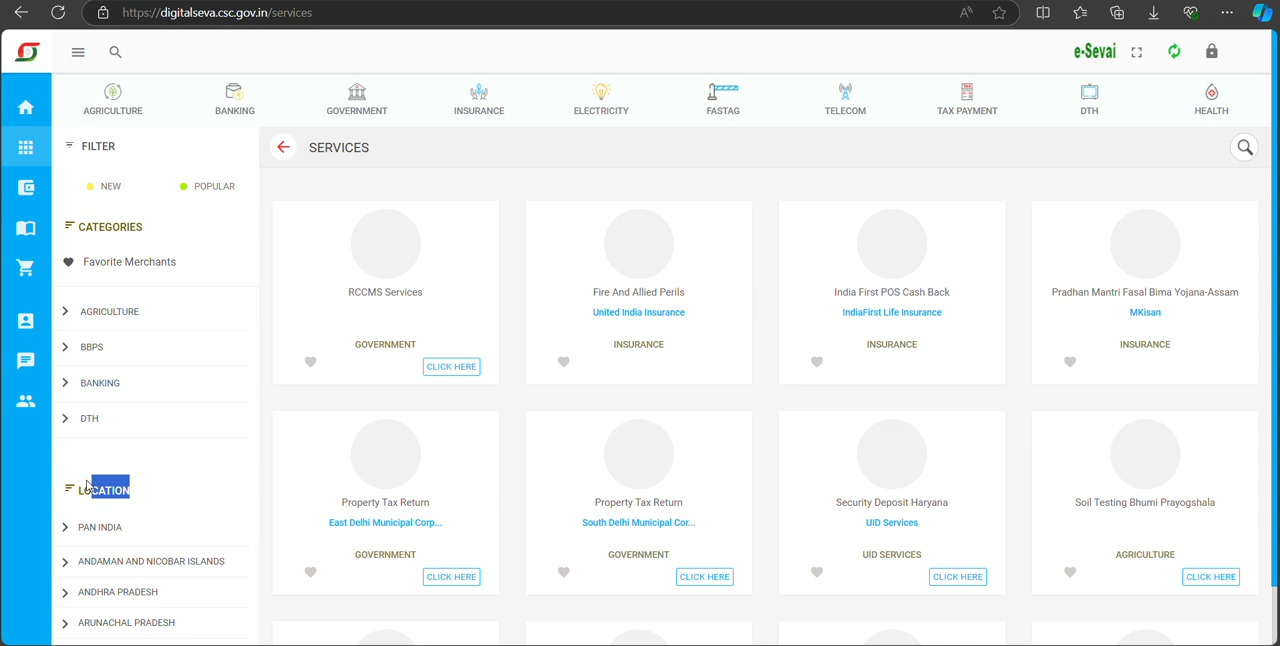 https://digitalseva.csc.gov.in/services
e-Sevai
AGRICULTURE
BANKING
GOVERNMENT
INSURANCE
ELECTRICITY
FASTAG
TELECOM
TAX PAYMENT
DTH
HEALTH
FILTER
NEW
POPULAR
CATEGORIES
Favorite Merchants
AGRICULTURE
BBPS
BANKING
DTH
LOCATION
PAN INDIA
ANDAMAN AND NICOBAR ISLANDS
ANDHRA PRADESH
ARUNACHAL PRADESH
SERVICES
RCCMS Services
GOVERNMENT
CLICK HERE
Fire And Allied Perils
United India Insurance
INSURANCE
India First POS Cash Back
IndiaFirst Life Insurance
INSURANCE
Pradhan Mantri Fasal Bima Yojana-Assam
MKisan
INSURANCE
Property Tax Return
East Delhi Municipal Corp...
GOVERNMENT
CLICK HERE
Property Tax Return
South Delhi Municipal Cor...
GOVERNMENT
CLICK HERE
Security Deposit Haryana
UID Services
UID SERVICES
CLICK HERE
Soil Testing Bhumi Prayogshala
AGRICULTURE
CLICK HERE